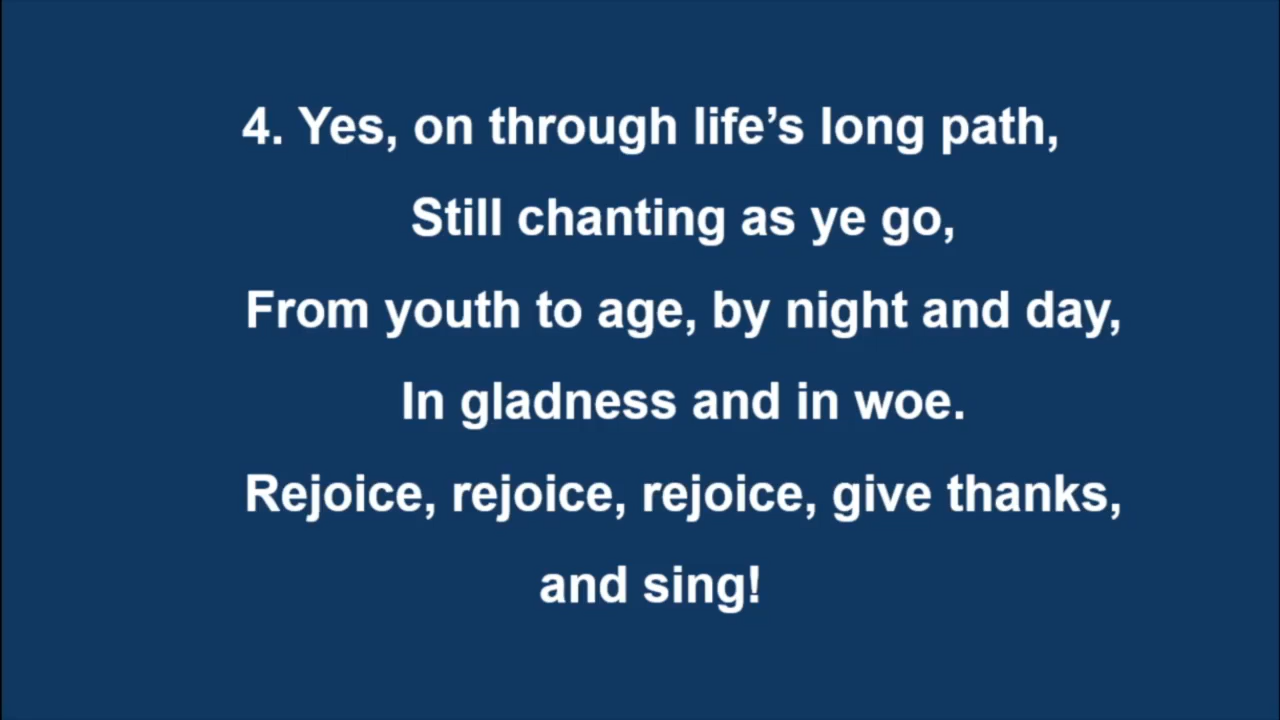 4. Yes, on through life’s long path,
Still chanting as ye go,
From youth to age, by night and day,
In gladness and in woe.
Rejoice, rejoice, rejoice, give thanks,
and sing!